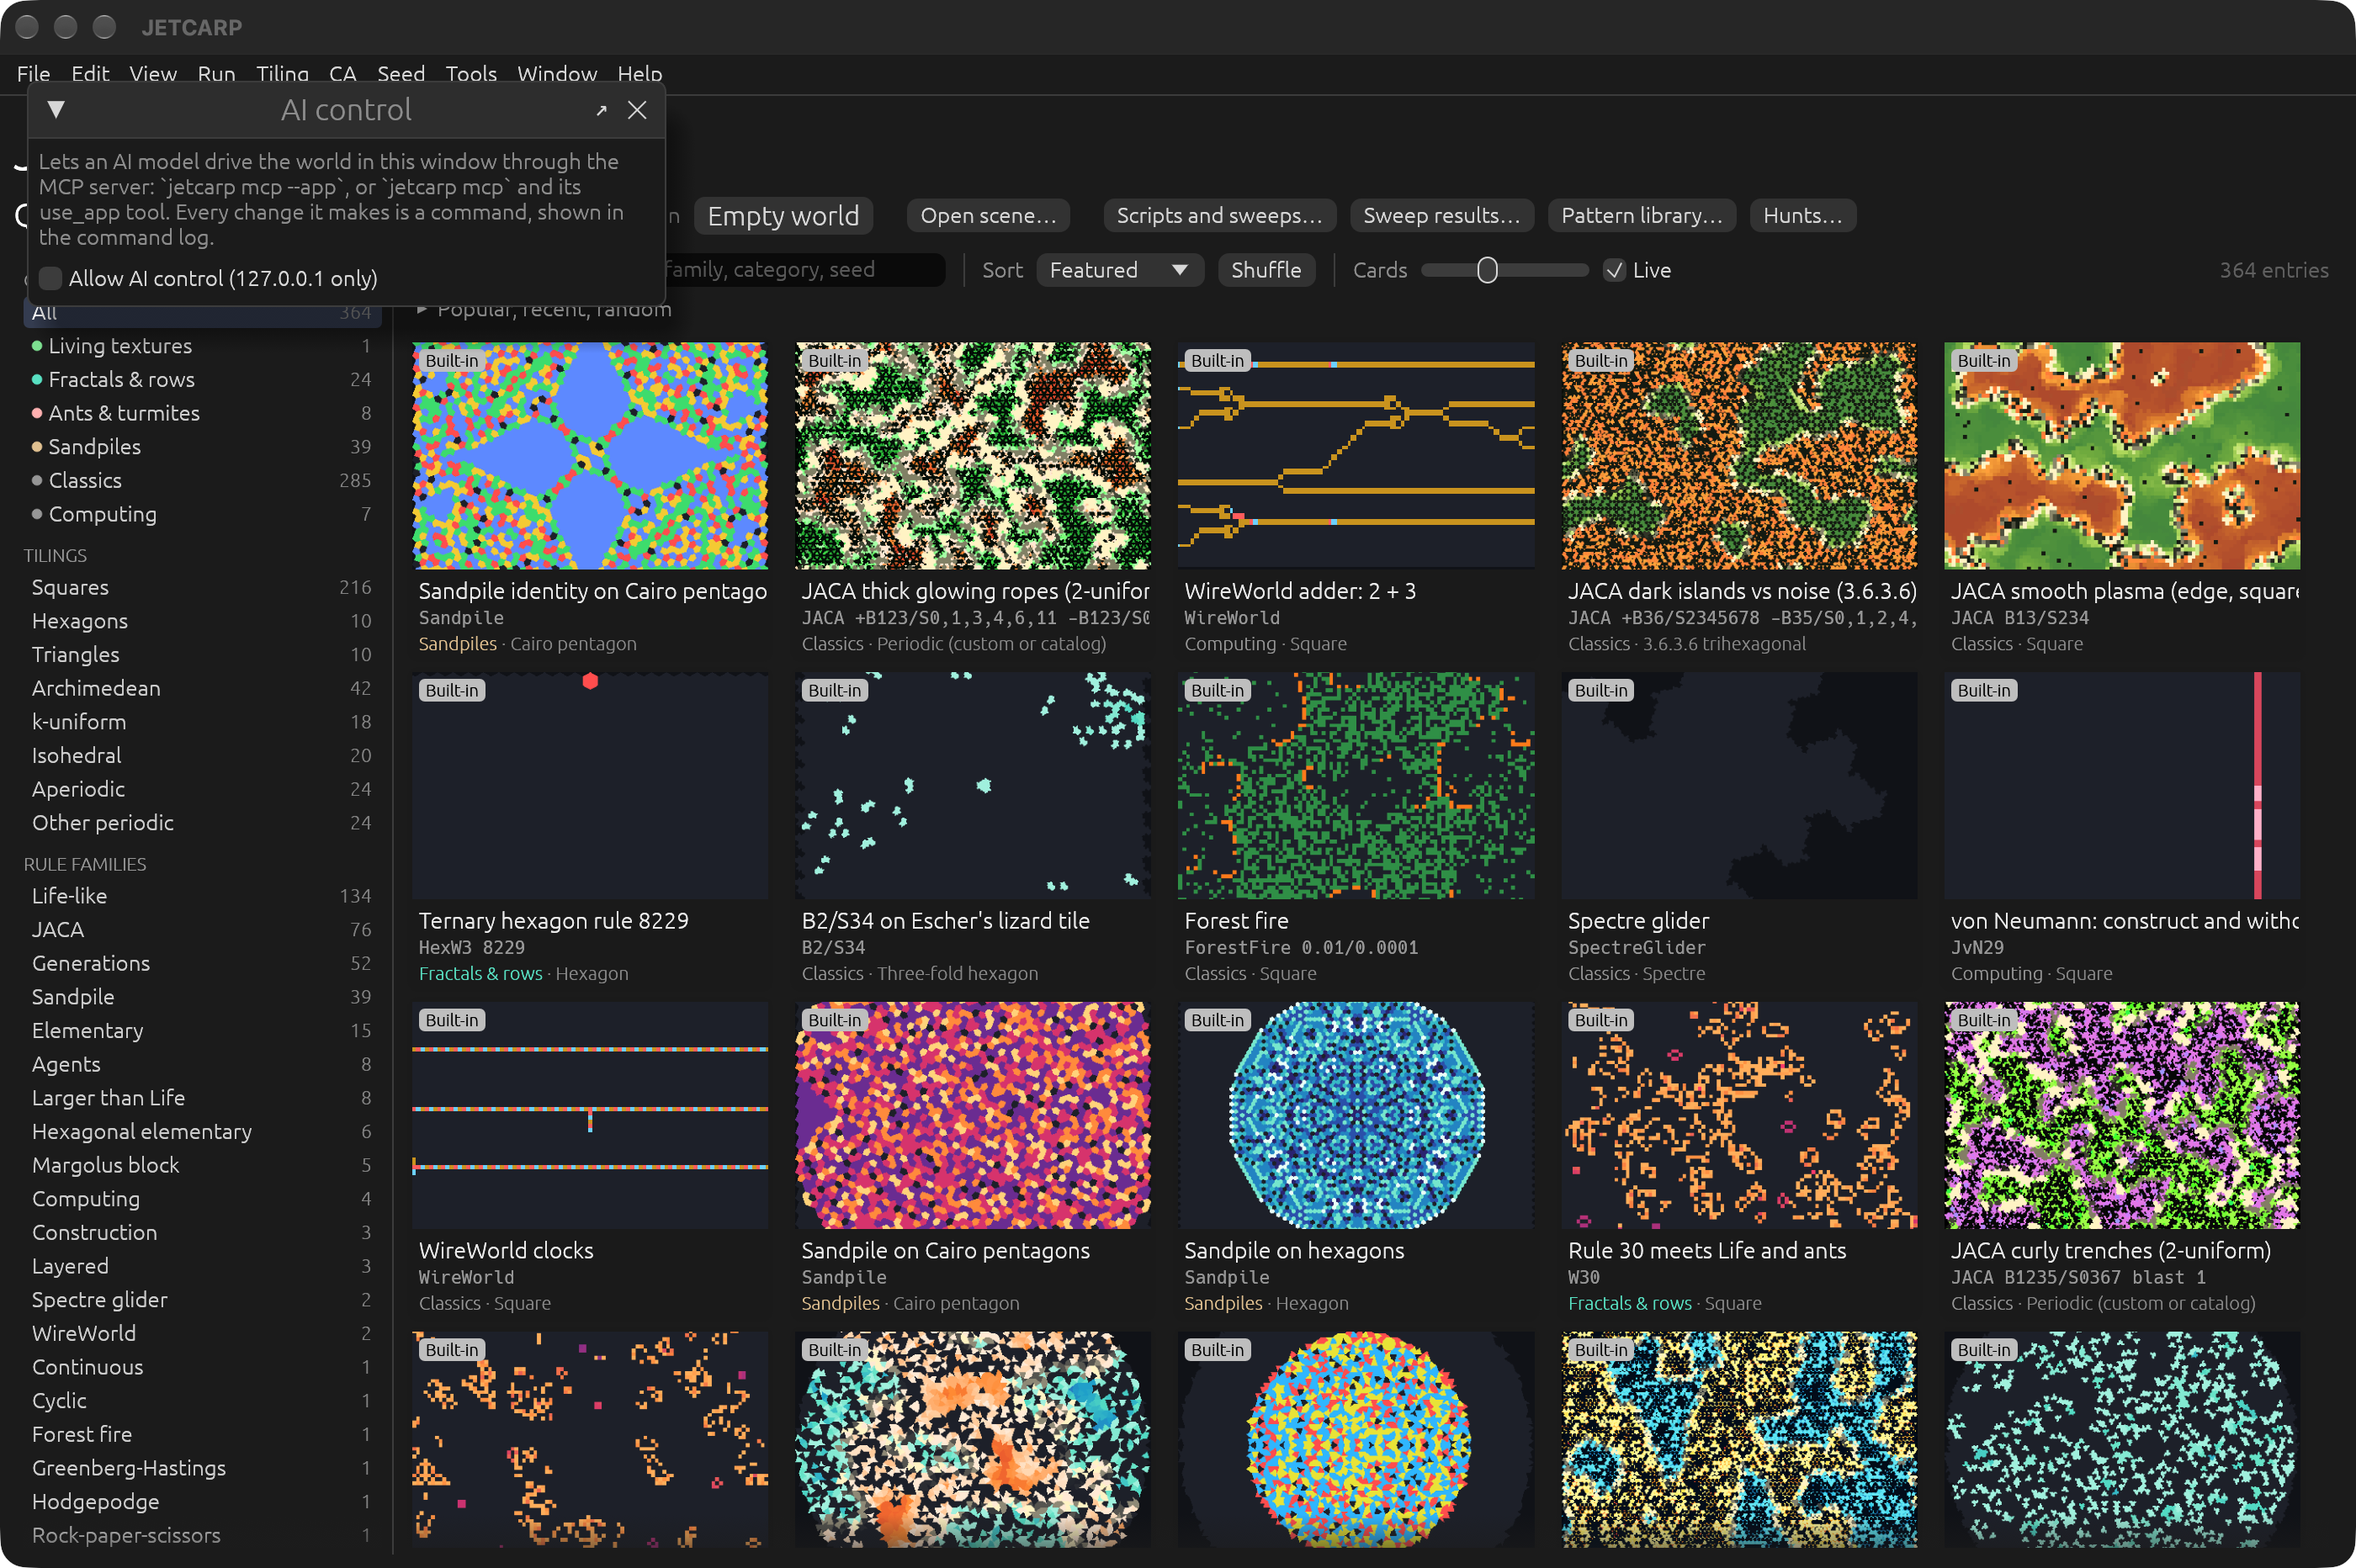 JETCARP
File Edit View Run Tiling CA Seed Tools Window Help
AI control
Lets an AI model drive the world in this window through the
MCP server: `jetcarp mcp --app`, or `jetcarp mcp` and its
use_app tool. Every change it makes is a command, shown in
the command log.
Allow AI control (127.0.0.1 only)
Empty world Open scene... Scripts and sweeps... Sweep results... Pattern library... Hunts...
family, category, seed Sort Featured Shuffle Cards Live 364 entries
All 364
Living textures 1
Fractals & rows 24
Ants & turmites 8
Sandpiles 39
Classics 285
Computing 7
TILINGS
Squares 216
Hexagons 10
Triangles 10
Archimedean 42
k-uniform 18
Isohedral 20
Aperiodic 24
Other periodic 24
RULE FAMILIES
Life-like 134
JACA 76
Generations 52
Sandpile 39
Elementary 15
Agents 8
Larger than Life 8
Hexagonal elementary 6
Margolus block 5
Computing 4
Construction 3
Layered 3
Spectre glider 2
WireWorld 2
Continuous 1
Cyclic 1
Forest fire 1
Greenberg-Hastings 1
Hodgepodge 1
Rock-paper-scissors 1
Popular, recent, random
Built-in Built-in Built-in Built-in Built-in
Sandpile identity on Cairo pentago JACA thick glowing ropes (2-unifor WireWorld adder: 2 + 3 JACA dark islands vs noise (3.6.3.6) JACA smooth plasma (edge, square
Sandpile JACA +B123/S0,1,3,4,6,11 -B123/S0 WireWorld JACA +B36/S2345678 -B35/S0,1,2,4, JACA B13/S234
Sandpiles · Cairo pentagon Classics · Periodic (custom or catalog) Computing · Square Classics · 3.6.3.6 trihexagonal Classics · Square
Built-in Built-in Built-in Built-in Built-in
Ternary hexagon rule 8229 B2/S34 on Escher's lizard tile Forest fire Spectre glider von Neumann: construct and withd
HexW3 8229 B2/S34 ForestFire 0.01/0.0001 SpectreGlider JvN29
Fractals & rows · Hexagon Classics · Three-fold hexagon Classics · Square Classics · Spectre Computing · Square
Built-in Built-in Built-in Built-in Built-in
WireWorld clocks Sandpile on Cairo pentagons Sandpile on hexagons Rule 30 meets Life and ants JACA curly trenches (2-uniform)
WireWorld Sandpile Sandpile W30 JACA B1235/S0367 blast 1
Classics · Square Sandpiles · Cairo pentagon Sandpiles · Hexagon Fractals & rows · Square Classics · Periodic (custom or catalog)
Built-in Built-in Built-in Built-in Built-in